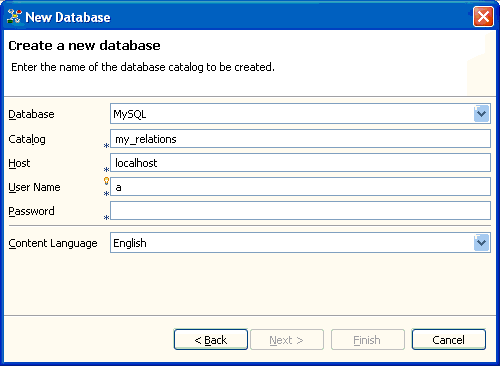 New Database
Create a new database
Enter the name of the database catalog to be created.
Database MySQL
Catalog * my_relations
Host * localhost
User Name * a
Password *
Content Language English
< Back Next > Finish Cancel